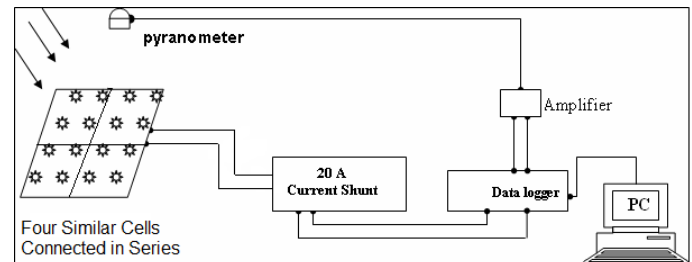 pyranometer
Amplifier
20 A
Current Shunt
Data logger
PC
Four Similar Cells
Connected in Series